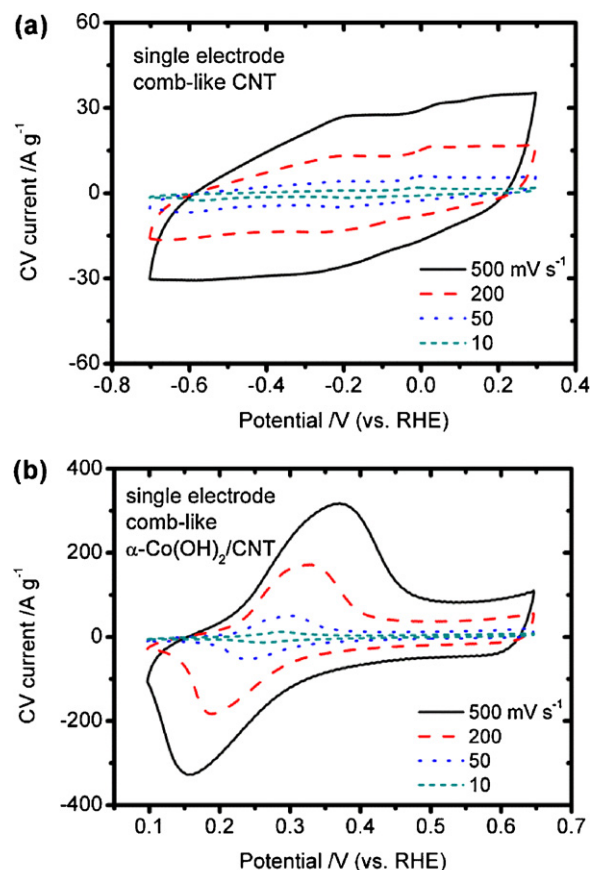 (a)
single electrode
comb-like CNT
CV current /A g⁻¹
60
30
0
-30
-60
500 mV s⁻¹
200
50
10
-0.8 -0.6 -0.4 -0.2 0.0 0.2 0.4
Potential /V (vs. RHE)
(b)
single electrode
comb-like
α-Co(OH)₂/CNT
CV current /A g⁻¹
400
200
0
-200
-400
500 mV s⁻¹
200
50
10
0.1 0.2 0.3 0.4 0.5 0.6 0.7
Potential /V (vs. RHE)